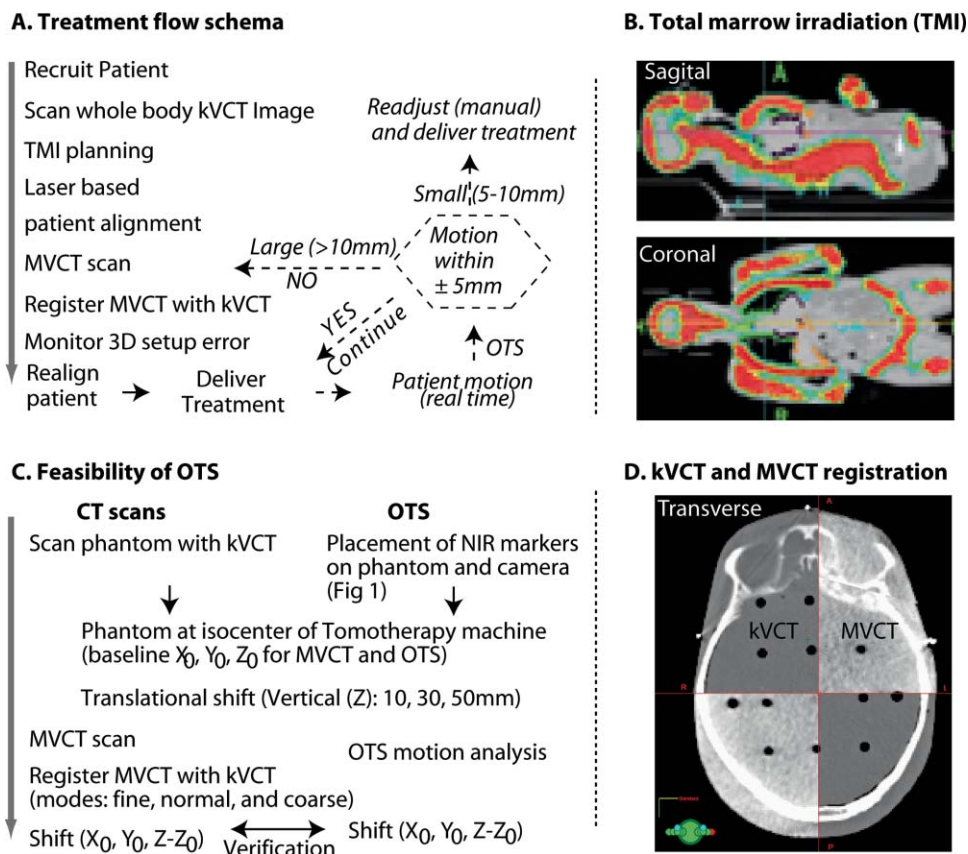 A. Treatment flow schema
Recruit Patient
Scan whole body kVCT Image
TMI planning
Laser based
patient alignment
MVCT scan
Register MVCT with kVCT
Monitor 3D setup error
Realign
patient
Deliver
Treatment
Patient motion
(real time)
OTS
Motion
within
± 5mm
YES
Continue
Large (>10mm)
NO
Small (5-10mm)
Readjust (manual)
and deliver treatment
B. Total marrow irradiation (TMI)
Sagital
A
Coronal
C. Feasibility of OTS
CT scans
OTS
Scan phantom with kVCT
Placement of NIR markers
on phantom and camera
(Fig 1)
Phantom at isocenter of Tomotherapy machine
(baseline X0, Y0, Z0 for MVCT and OTS)
Translational shift (Vertical (Z): 10, 30, 50mm)
MVCT scan
OTS motion analysis
Register MVCT with kVCT
(modes: fine, normal, and coarse)
Shift (X0, Y0, Z-Z0)
Verification
Shift (X0, Y0, Z-Z0)
D. kVCT and MVCT registration
Transverse
A
kVCT
MVCT
R
L
Standard
P